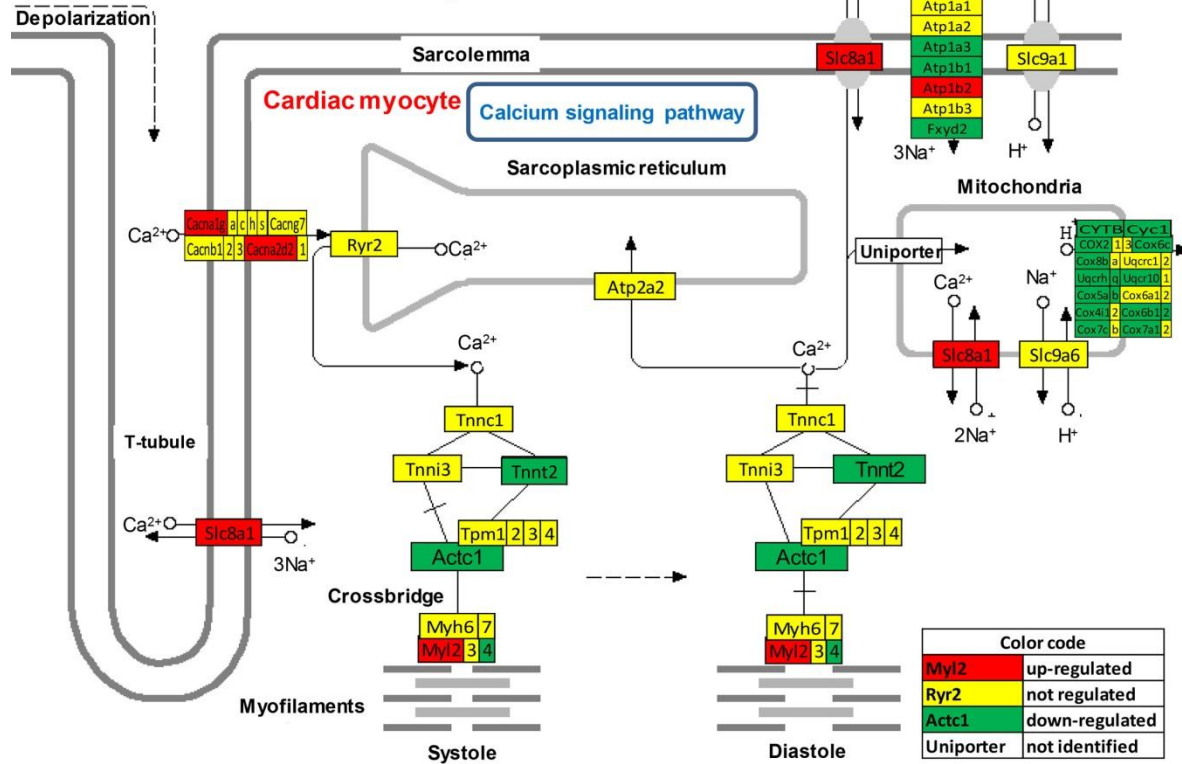 Depolarization
Atp1a1
Atp1a2
Atp1a3
Atp1b1
Atp1b2
Atp1b3
Fxyd2
Slc8a1
Slc9a1
Sarcolemma
Cardiac myocyte
Calcium signaling pathway
3Na+
H+
Sarcoplasmic reticulum
Mitochondria
Cacna1g a c h s Cacng7
Cacnb1 2 3 Cacna2d2 1
Ca2+
Ryr2
Ca2+
Atp2a2
Uniporter
H+
CYTB Cyc1
COX2 1 3 Cox6c
Cox8b a Uqcrc1 2
Uqcrh q Uqcr10 1
Cox5a b Cox6a1 2
Cox4i1 2 Cox6b1 2
Cox7c b Cox7a1 2
Ca2+
Na+
Slc8a1
Slc9a6
2Na+
H+
Ca2+
Ca2+
Tnnc1
Tnnc1
T-tubule
Tnni3
Tnnt2
Tnni3
Tnnt2
Ca2+
Slc8a1
3Na+
Tpm1 2 3 4
Actc1
Tpm1 2 3 4
Actc1
Crossbridge
Myh6 7
Myl2 3 4
Myh6 7
Myl2 3 4
Myofilaments
Systole
Diastole
Color code
Myl2 up-regulated
Ryr2 not regulated
Actc1 down-regulated
Uniporter not identified